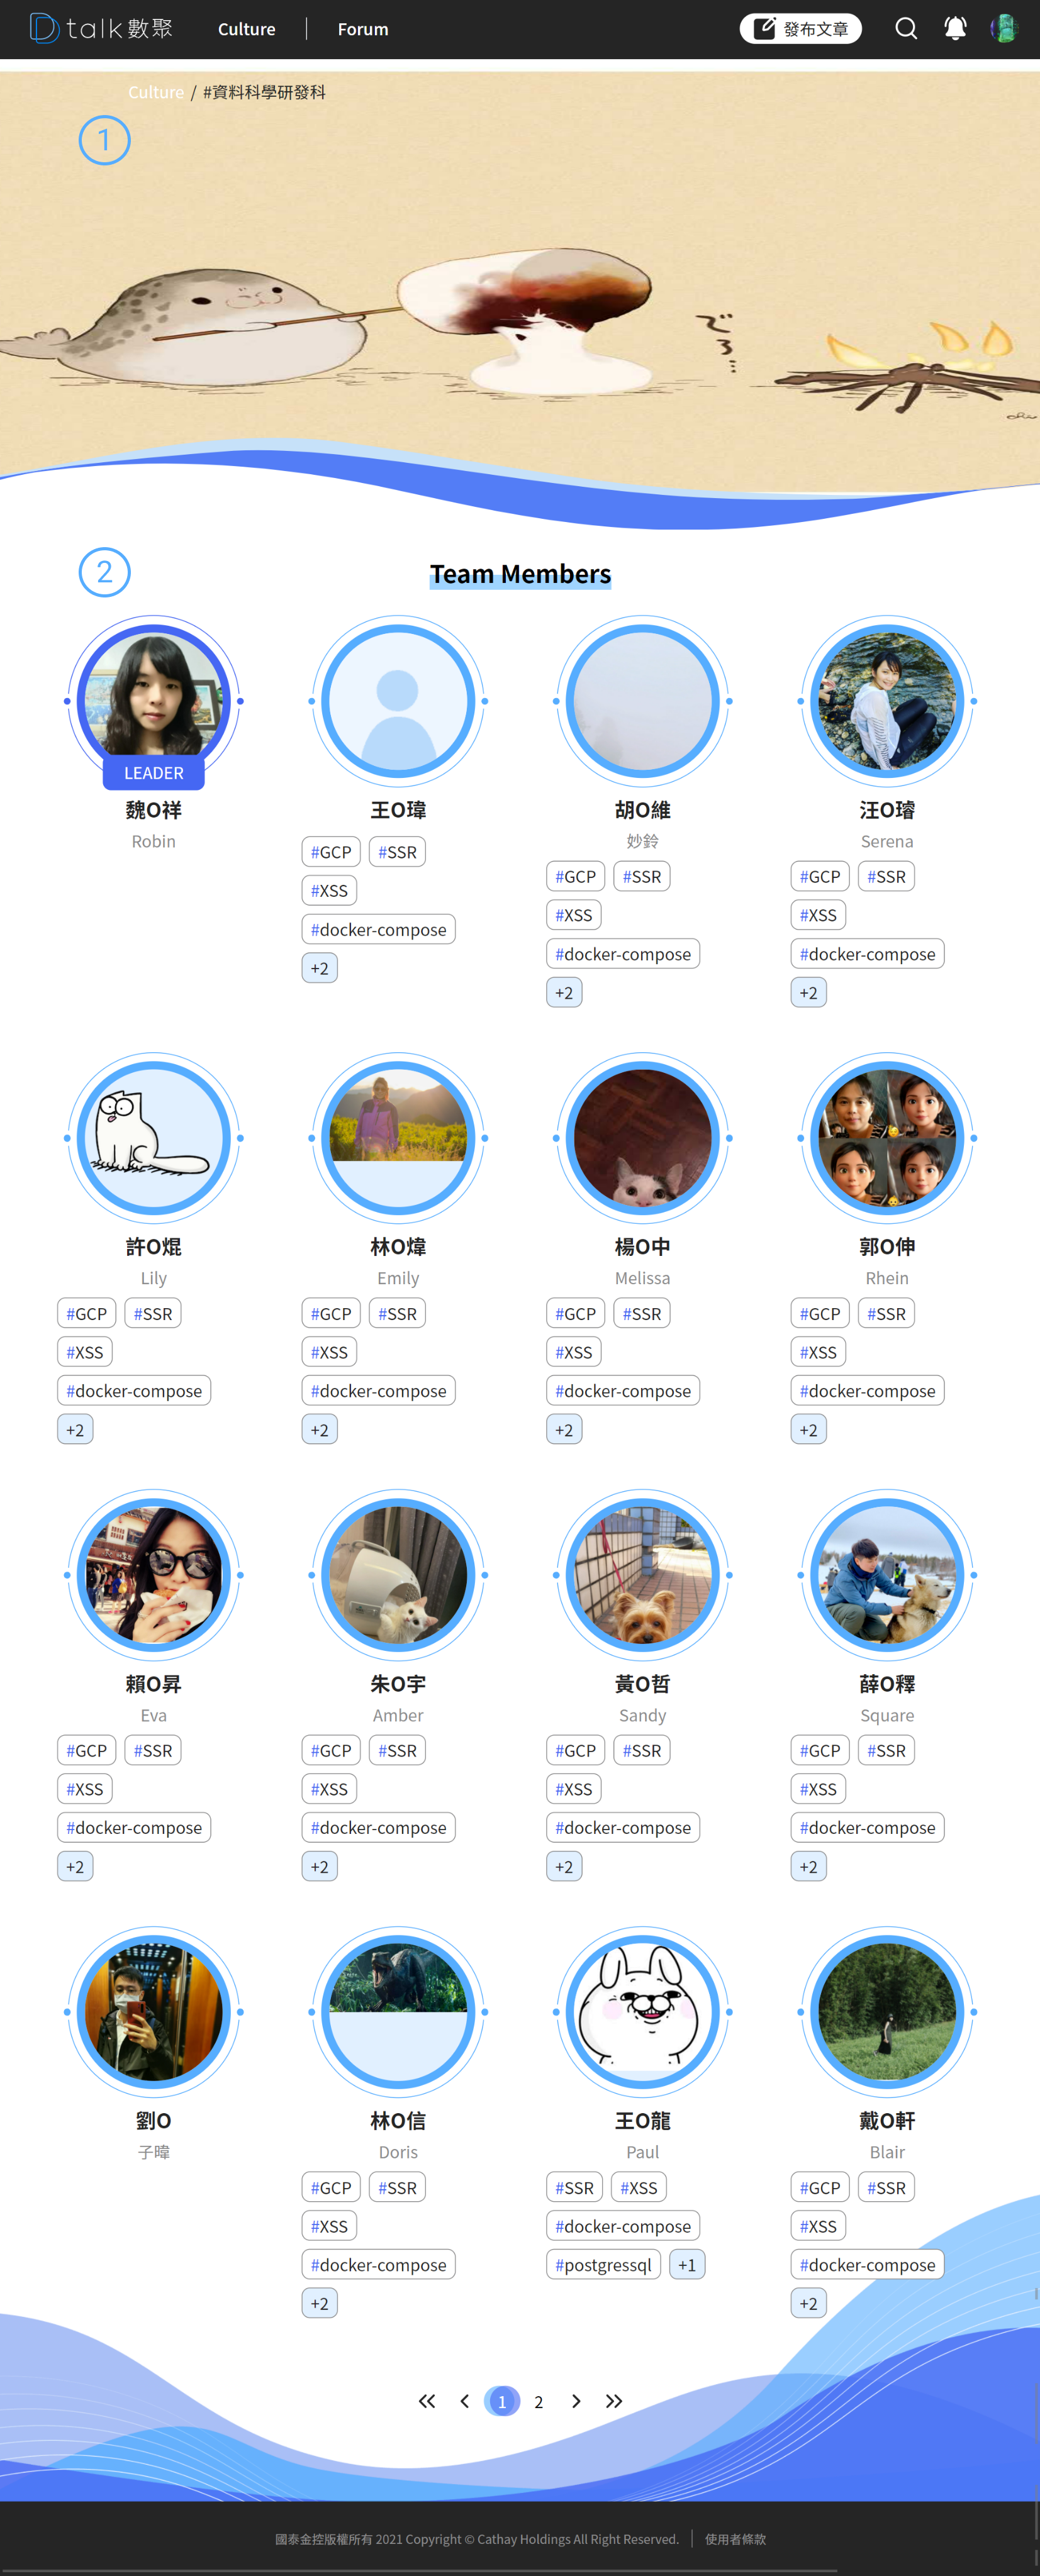 Dtalk數聚 Culture Forum 發布文章
Culture / #資料科學研發科
1
で
ろ
2
Team Members
LEADER
魏O祥
Robin
王O瑋
#GCP #SSR
#XSS
#docker-compose
+2
胡O維
妙鈴
#GCP #SSR
#XSS
#docker-compose
+2
汪O璿
Serena
#GCP #SSR
#XSS
#docker-compose
+2
許O焜
Lily
#GCP #SSR
#XSS
#docker-compose
+2
林O煒
Emily
#GCP #SSR
#XSS
#docker-compose
+2
楊O中
Melissa
#GCP #SSR
#XSS
#docker-compose
+2
郭O伸
Rhein
#GCP #SSR
#XSS
#docker-compose
+2
賴O昇
Eva
#GCP #SSR
#XSS
#docker-compose
+2
朱O宇
Amber
#GCP #SSR
#XSS
#docker-compose
+2
黃O哲
Sandy
#GCP #SSR
#XSS
#docker-compose
+2
薛O釋
Square
#GCP #SSR
#XSS
#docker-compose
+2
劉O
子暐
林O信
Doris
#GCP #SSR
#XSS
#docker-compose
+2
王O龍
Paul
#SSR #XSS
#docker-compose
#postgressql +1
戴O軒
Blair
#GCP #SSR
#XSS
#docker-compose
+2
1 2
國泰金控版權所有 2021 Copyright © Cathay Holdings All Right Reserved. 使用者條款